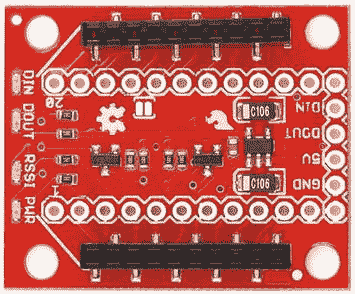 DIN
DOUT
RSSI
PWR
20
1
C106
C106
DIN
DOUT
5V
GND